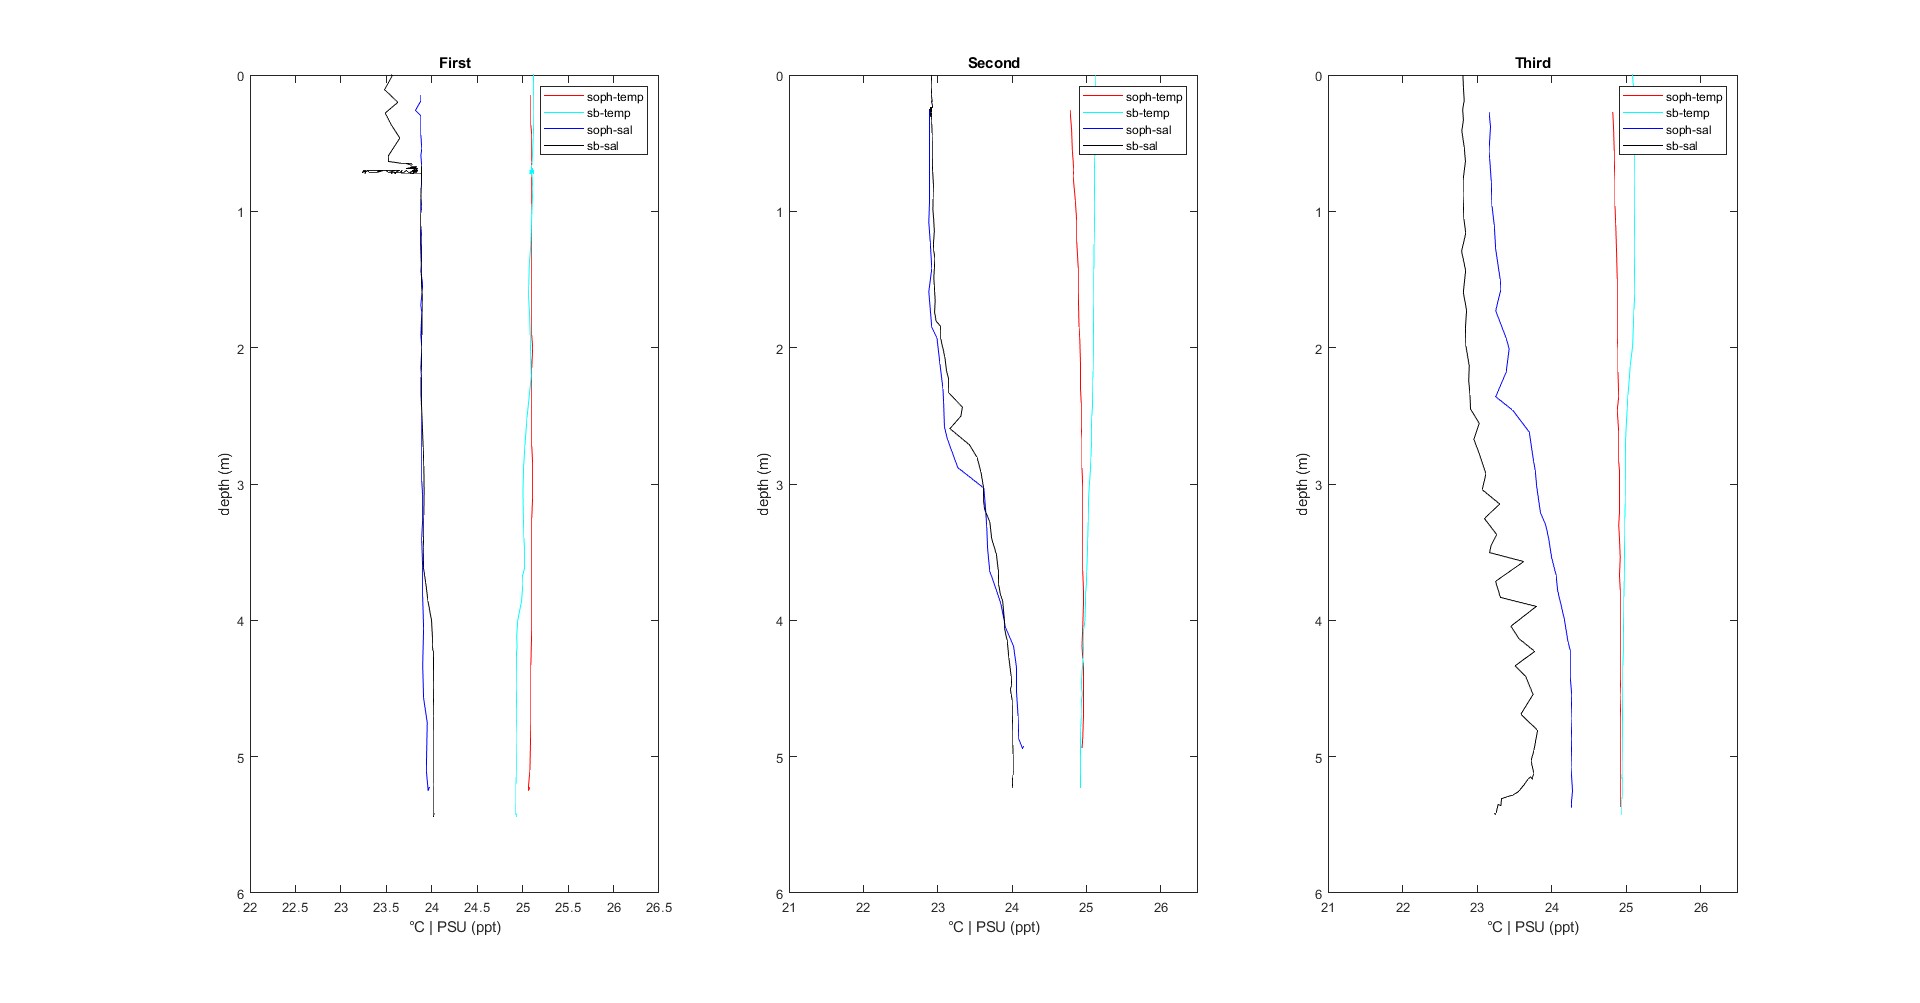 First
0
1
2
3
4
5
6
depth (m)
22
22.5
23
23.5
24
24.5
25
25.5
26
26.5
°C | PSU (ppt)
soph-temp
sb-temp
soph-sal
sb-sal
Second
0
1
2
3
4
5
6
depth (m)
21
22
23
24
25
26
°C | PSU (ppt)
soph-temp
sb-temp
soph-sal
sb-sal
Third
0
1
2
3
4
5
6
depth (m)
21
22
23
24
25
26
°C | PSU (ppt)
soph-temp
sb-temp
soph-sal
sb-sal